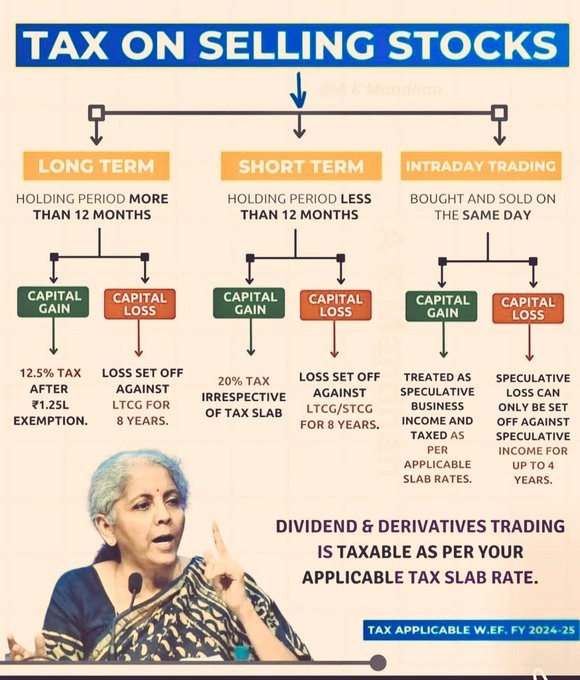 TAX ON SELLING STOCKS
@A K Mandhan
LONG TERM
HOLDING PERIOD MORE
THAN 12 MONTHS
CAPITAL
GAIN
12.5% TAX
AFTER
₹1.25L
EXEMPTION.
CAPITAL
LOSS
LOSS SET OFF
AGAINST
LTCG FOR
8 YEARS.
SHORT TERM
HOLDING PERIOD LESS
THAN 12 MONTHS
CAPITAL
GAIN
20% TAX
IRRESPECTIVE
OF TAX SLAB
CAPITAL
LOSS
LOSS SET OFF
AGAINST
LTCG/STCG
FOR 8 YEARS.
INTRADAY TRADING
BOUGHT AND SOLD ON
THE SAME DAY
CAPITAL
GAIN
TREATED AS
SPECULATIVE
BUSINESS
INCOME AND
TAXED AS
PER
APPLICABLE
SLAB RATES.
CAPITAL
LOSS
SPECULATIVE
LOSS CAN
ONLY BE SET
OFF AGAINST
SPECULATIVE
INCOME FOR
UP TO 4
YEARS.
A K Mandhan
DIVIDEND & DERIVATIVES TRADING
IS TAXABLE AS PER YOUR
APPLICABLE TAX SLAB RATE.
TAX APPLICABLE W.EF. FY 2024-25